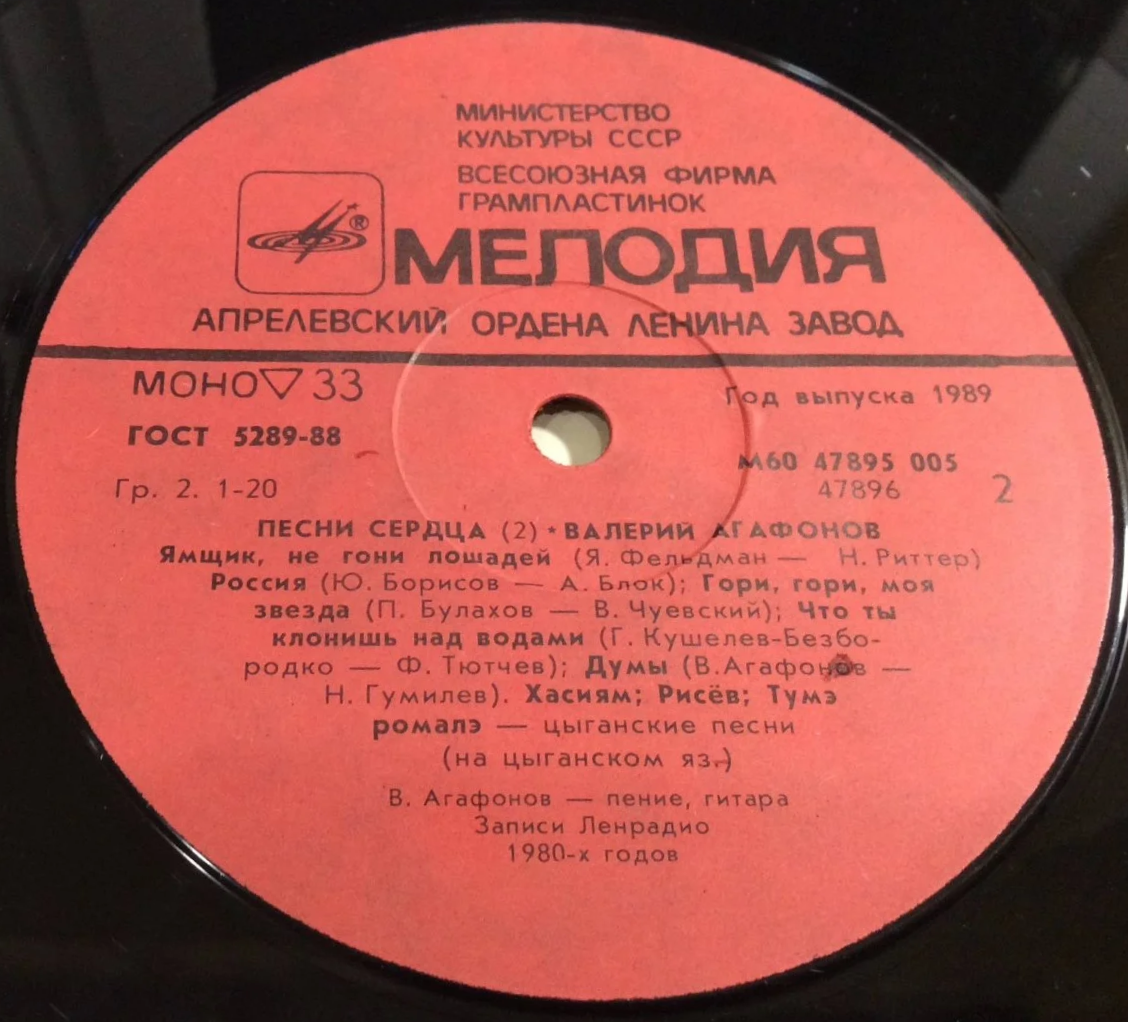 МИНИСТЕРСТВО
КУЛЬТУРЫ СССР
ВСЕСОЮЗНАЯ ФИРМА
ГРАМПЛАСТИНОК
®
МЕЛОДИЯ
АПРЕЛЕВСКИЙ ОРДЕНА ЛЕНИНА ЗАВОД
МОНО ▽ 33
Год выпуска 1989
ГОСТ 5289-88
М60 47895 005
Гр. 2. 1-20
47896
2
ПЕСНИ СЕРДЦА (2) * ВАЛЕРИЙ АГАФОНОВ
Ямщик, не гони лошадей (Я. Фельдман — Н. Риттер)
Россия (Ю. Борисов — А. Блок); Гори, гори, моя
звезда (П. Булахов — В. Чуевский); Что ты
клонишь над водами (Г. Кушелев-Безбо-
родко — Ф. Тютчев); Думы (В.Агафонов —
Н. Гумилев). Хасиям; Рисёв; Тумэ
ромалэ — цыганские песни
(на цыганском яз.)
В. Агафонов — пение, гитара
Записи Ленрадио
1980-х годов